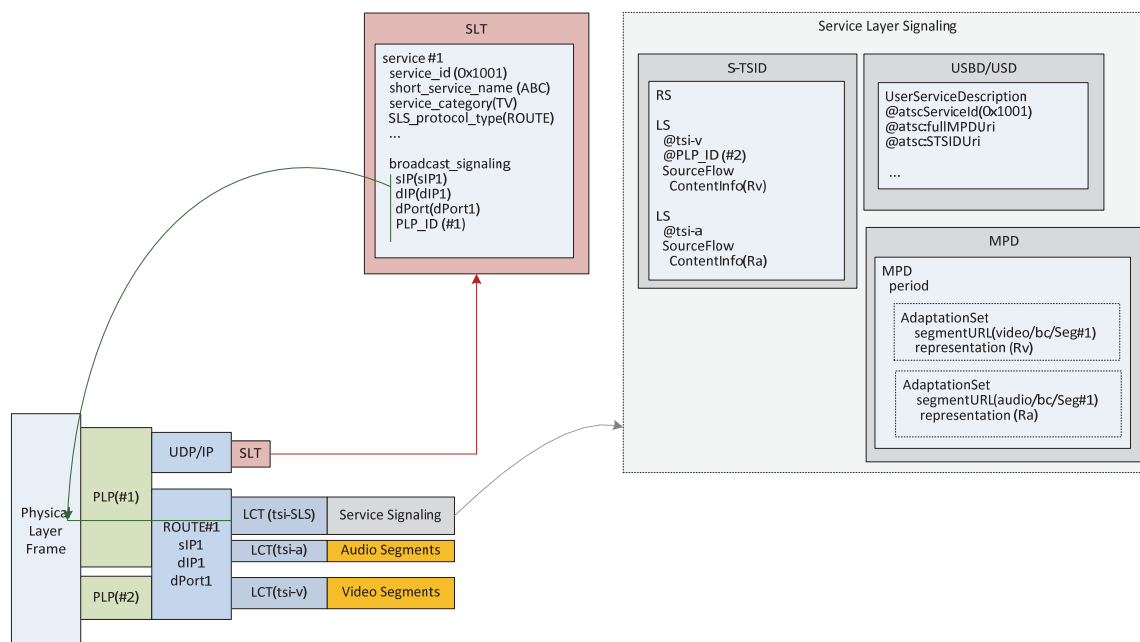 SLT
service #1
service_id (0x1001)
short_service_name (ABC)
service_category(TV)
SLS_protocol_type(ROUTE)
...
broadcast_signaling
sIP(sIP1)
dIP(dIP1)
dPort(dPort1)
PLP_ID (#1)
Service Layer Signaling
S-TSID
RS
LS
@tsi-v
@PLP_ID (#2)
SourceFlow
ContentInfo(Rv)
LS
@tsi-a
SourceFlow
ContentInfo(Ra)
USBD/USD
UserServiceDescription
@atscServiceId(0x1001)
@atsc:fullMPDUri
@atsc:STSIDUri
...
MPD
MPD
period
AdaptationSet
segmentURL(video/bc/Seg#1)
representation (Rv)
AdaptationSet
segmentURL(audio/bc/Seg#1)
representation (Ra)
Physical
Layer
Frame
PLP(#1)
PLP(#2)
UDP/IP
SLT
ROUTE#1
sIP1
dIP1
dPort1
LCT (tsi-SLS)
Service Signaling
LCT(tsi-a)
Audio Segments
LCT(tsi-v)
Video Segments